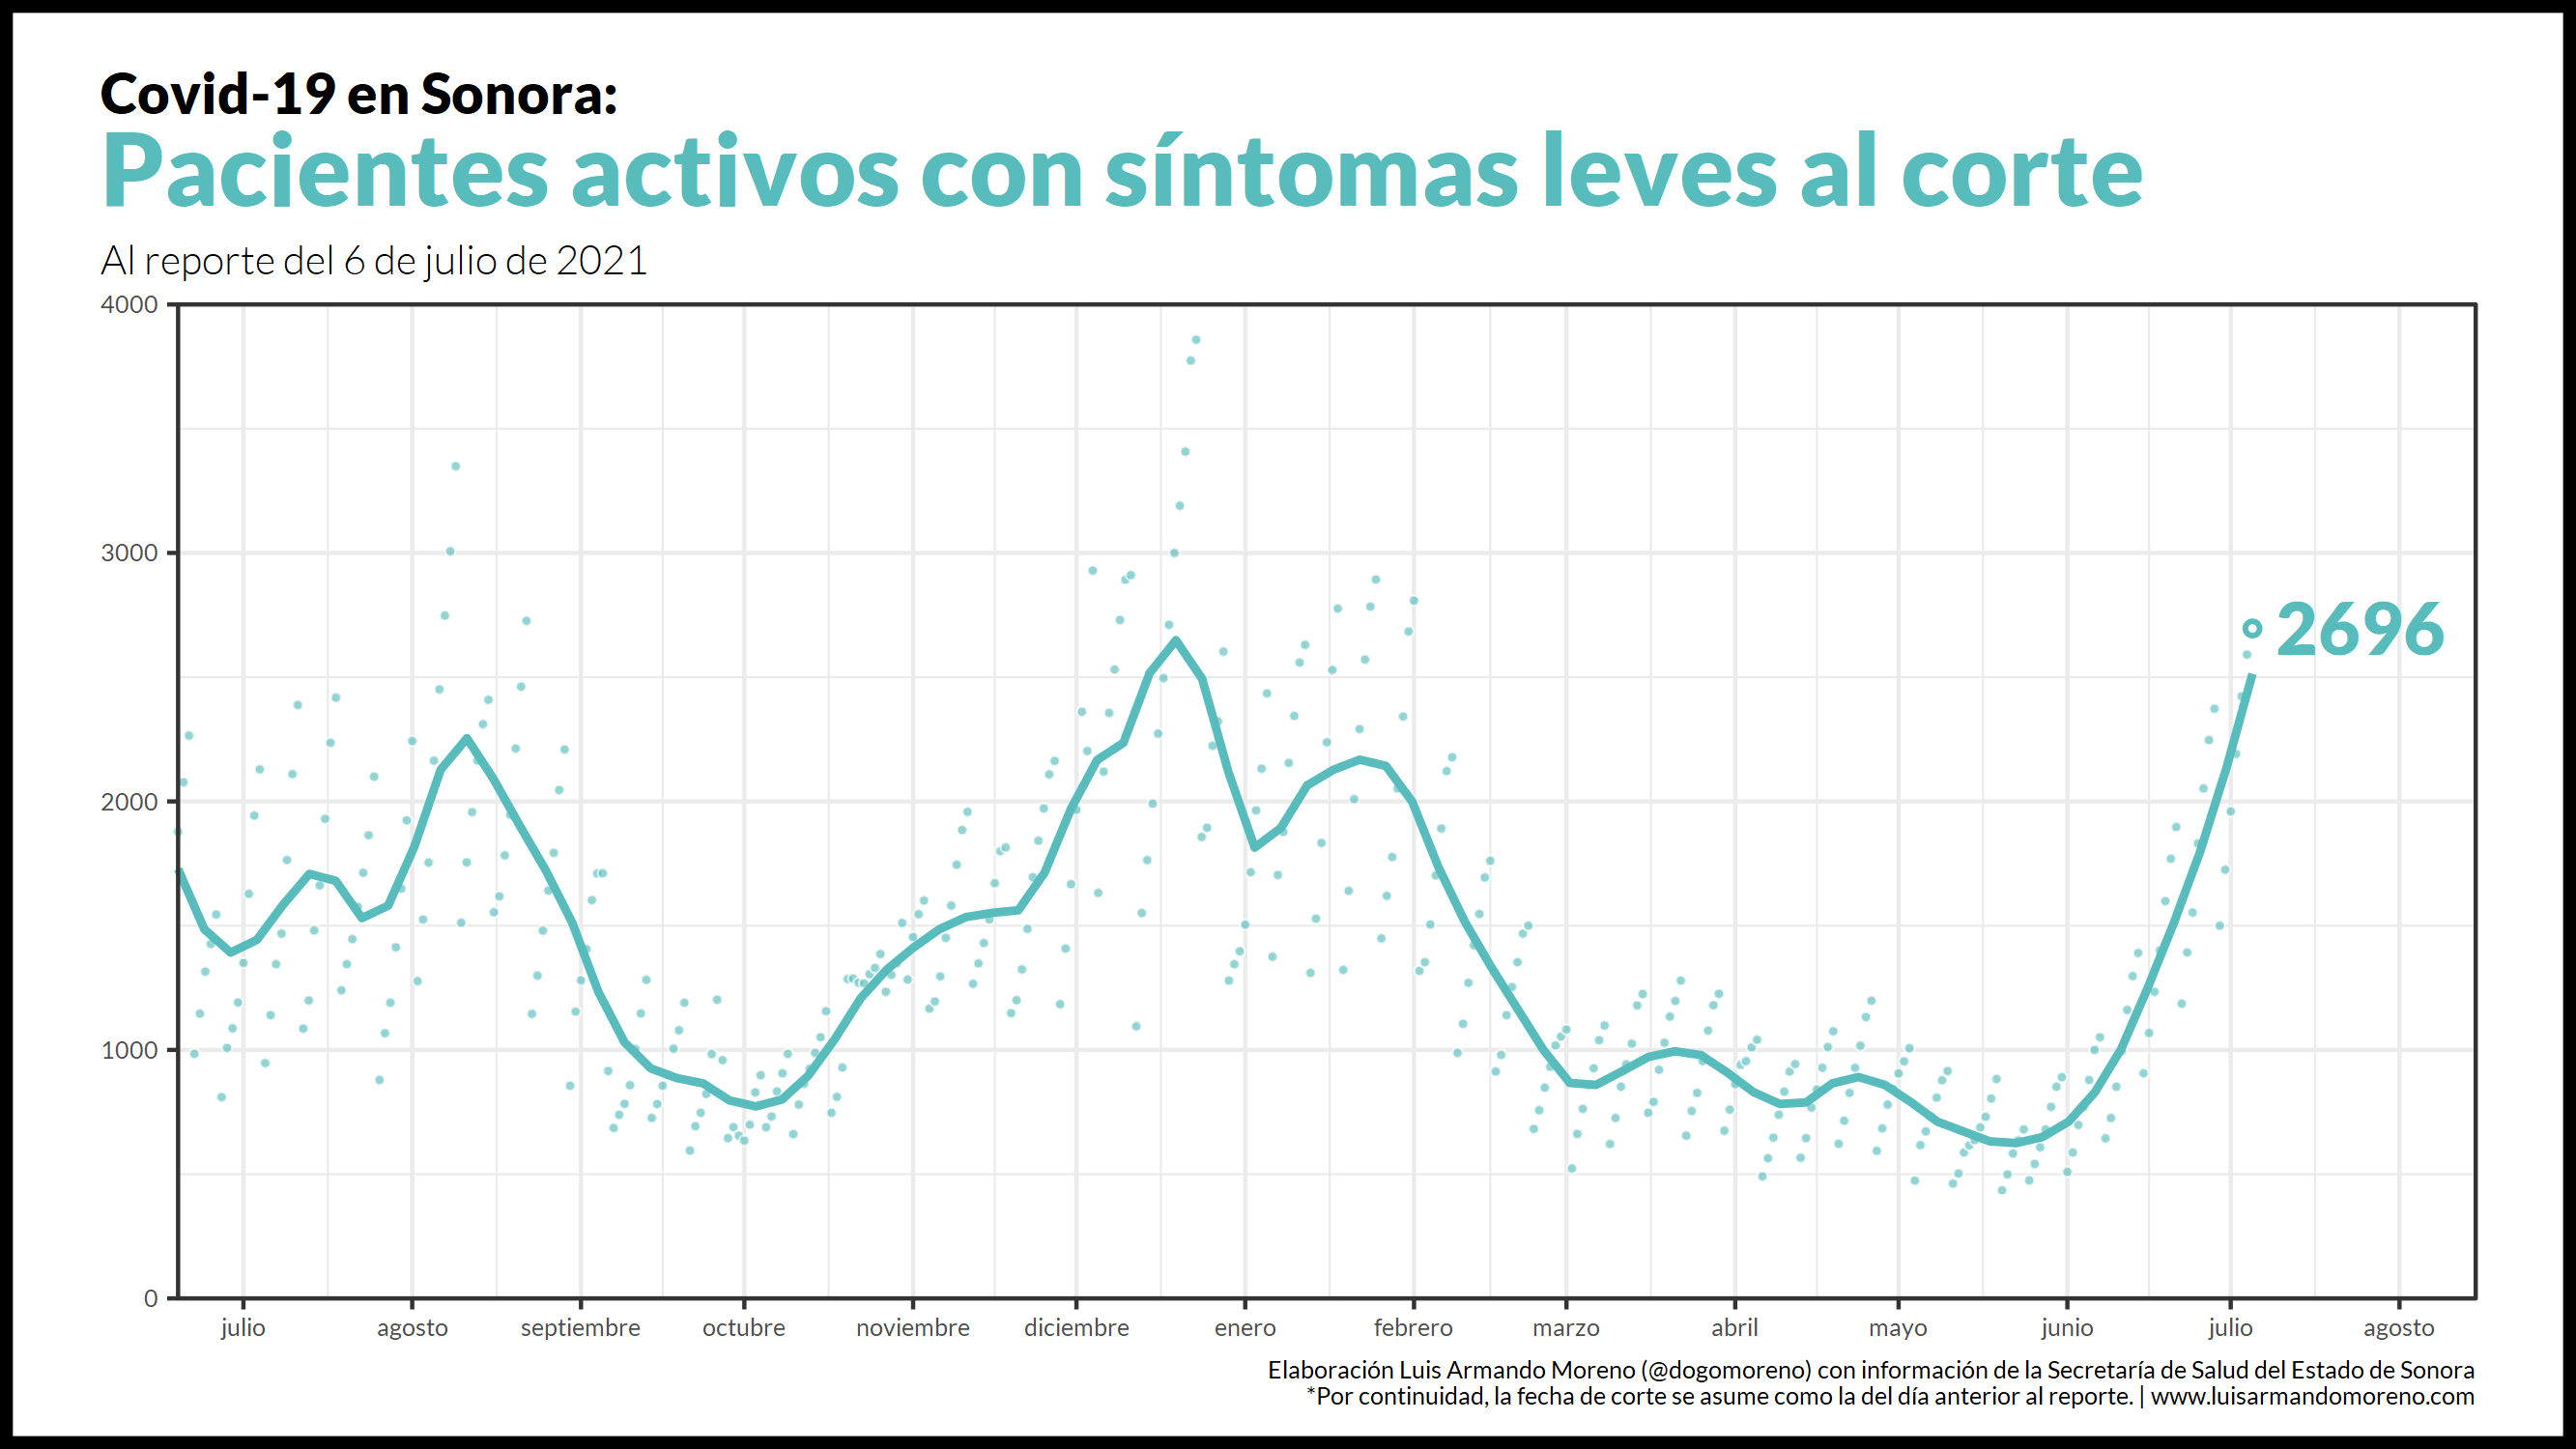 Covid-19 en Sonora:
Pacientes activos con síntomas leves al corte
Al reporte del 6 de julio de 2021
4000
3000
2000
1000
0
2696
julio agosto septiembre octubre noviembre diciembre enero febrero marzo abril mayo junio julio agosto
Elaboración Luis Armando Moreno (@dogomoreno) con información de la Secretaría de Salud del Estado de Sonora
*Por continuidad, la fecha de corte se asume como la del día anterior al reporte. | www.luisarmandomoreno.com